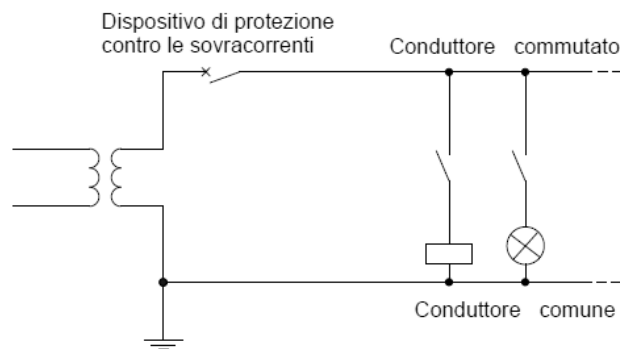 Dispositivo di protezione
contro le sovracorrenti
Conduttore commutato
Conduttore comune